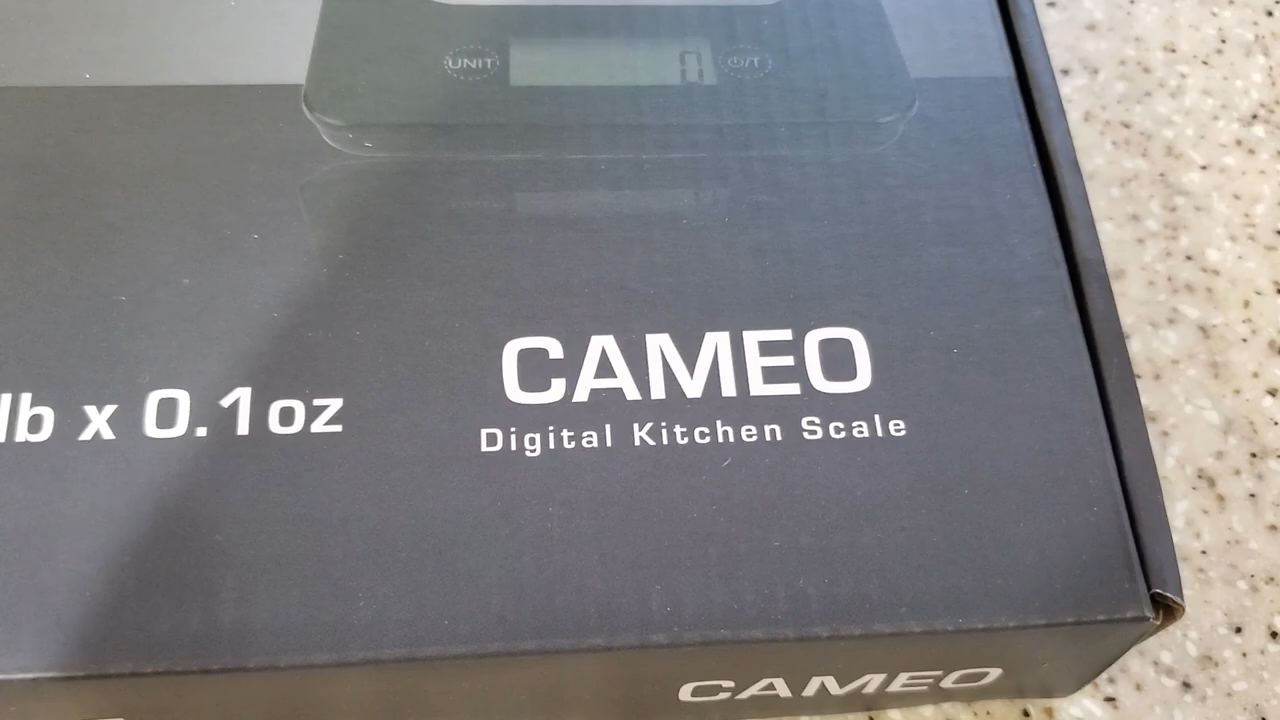 UNIT 0 ⏻/T
CAMEO
lb x 0.1oz
Digital Kitchen Scale
CAMEO